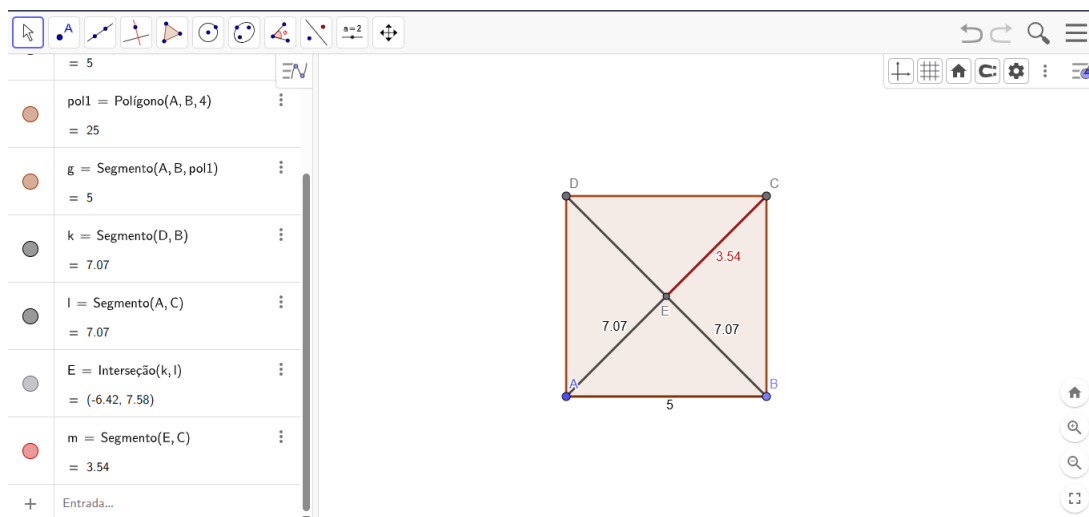 A
a=2
= 5
pol1 = Polígono(A, B, 4)
= 25
g = Segmento(A, B, pol1)
= 5
k = Segmento(D, B)
= 7.07
l = Segmento(A, C)
= 7.07
E = Interseção(k, l)
= (-6.42, 7.58)
m = Segmento(E, C)
= 3.54
+ Entrada...
D
C
3.54
E
7.07
7.07
A
B
5